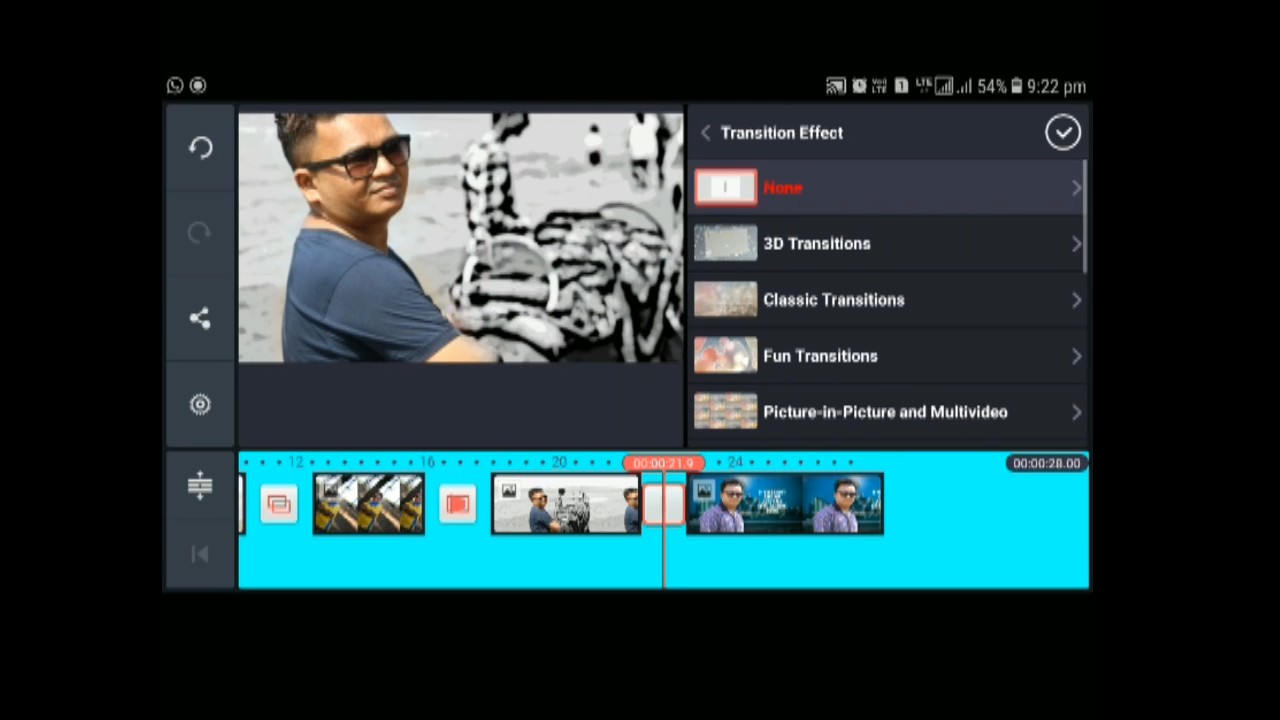 54% 9:22 pm
Transition Effect
None
3D Transitions
Classic Transitions
Fun Transitions
Picture-in-Picture and Multivideo
12 16 20 00:00:21.9 24 00:00:28.00